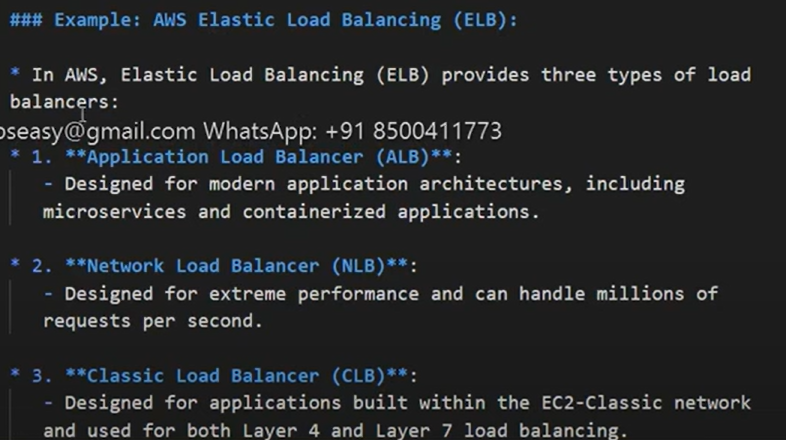 ### Example: AWS Elastic Load Balancing (ELB):
* In AWS, Elastic Load Balancing (ELB) provides three types of load
balancers:
pseasy@gmail.com WhatsApp: +91 8500411773
* 1. **Application Load Balancer (ALB)**:
- Designed for modern application architectures, including
microservices and containerized applications.
* 2. **Network Load Balancer (NLB)**:
- Designed for extreme performance and can handle millions of
requests per second.
* 3. **Classic Load Balancer (CLB)**:
- Designed for applications built within the EC2-Classic network
and used for both Layer 4 and Layer 7 load balancing.